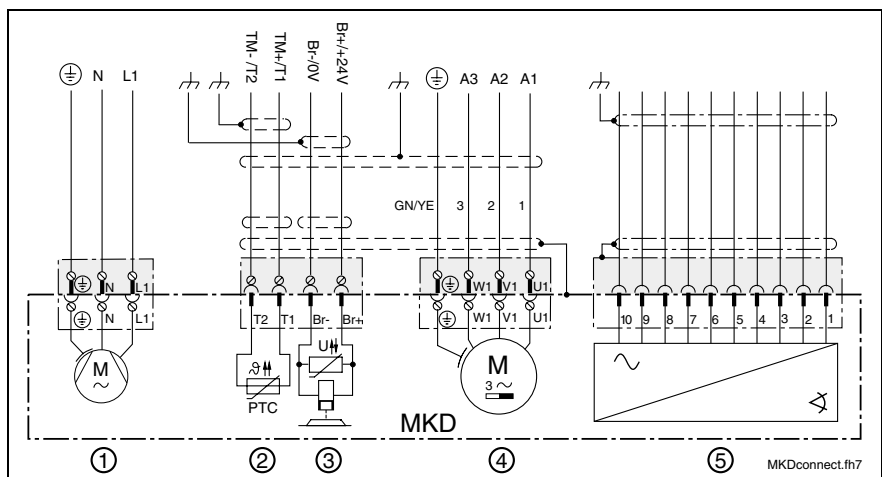 TM-/T2
TM+/T1
Br-/0V
Br+/+24V
N L1
A3 A2 A1
GN/YE 3 2 1
N L1
W1 V1 U1
N L1
T2 T1 Br- Br+
W1 V1 U1
10 9 8 7 6 5 4 3 2 1
M
~
ϑ
PTC
U
M
3 ~
MKD
1 2 3 4 5
MKDconnect.fh7